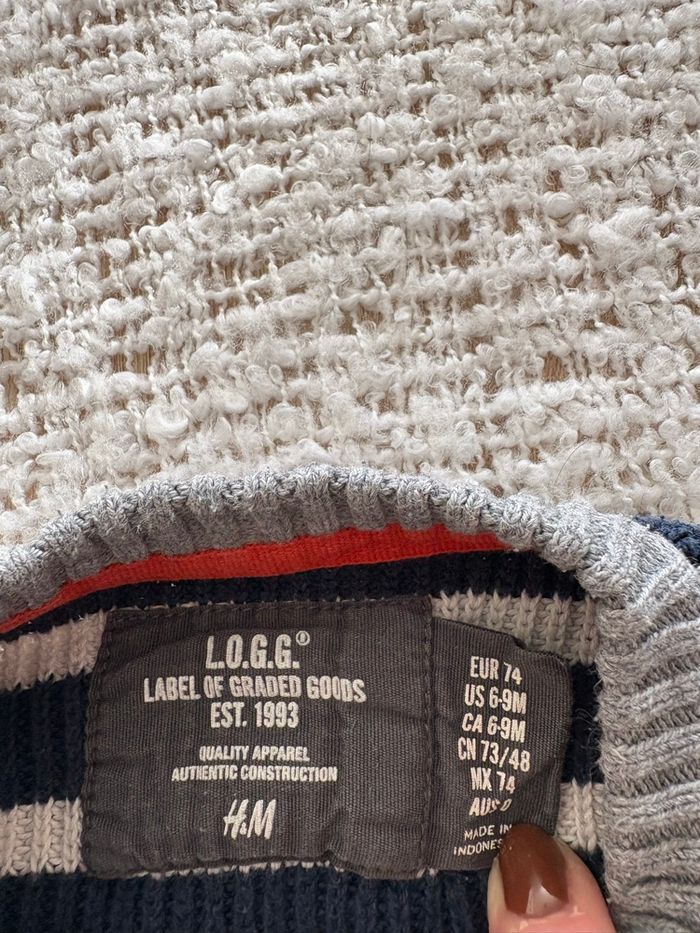 L.O.G.G.®
LABEL OF GRADED GOODS
EST. 1993
QUALITY APPAREL
AUTHENTIC CONSTRUCTION
H&M
EUR 74
US 6-9M
CA 6-9M
CN 73/48
MX 74
AUS 0
MADE IN